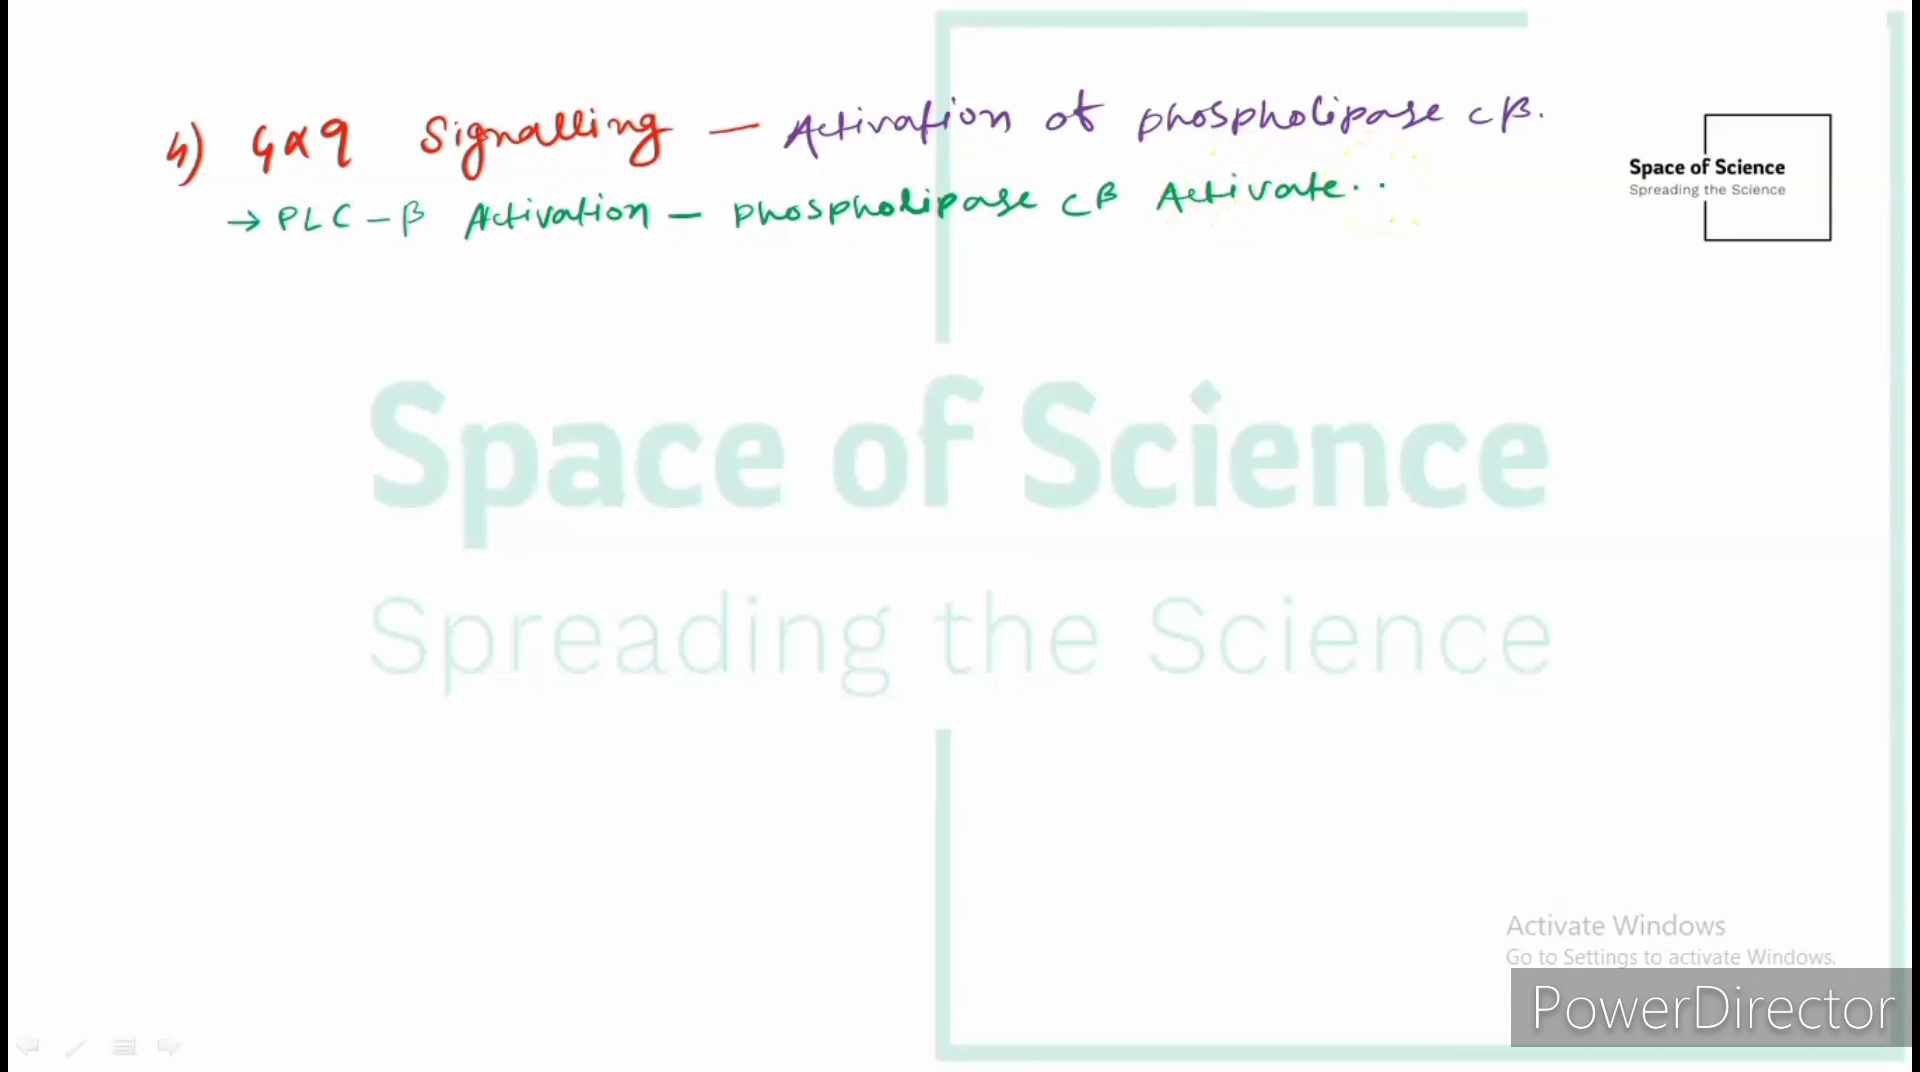 4) Gαq Signalling — Activation of phospholipase Cβ.
→ PLC-β Activation — phospholipase Cβ Activate..
Space of Science
Spreading the Science
Space of Science
Spreading the Science
Activate Windows
Go to Settings to activate Windows.
PowerDirector